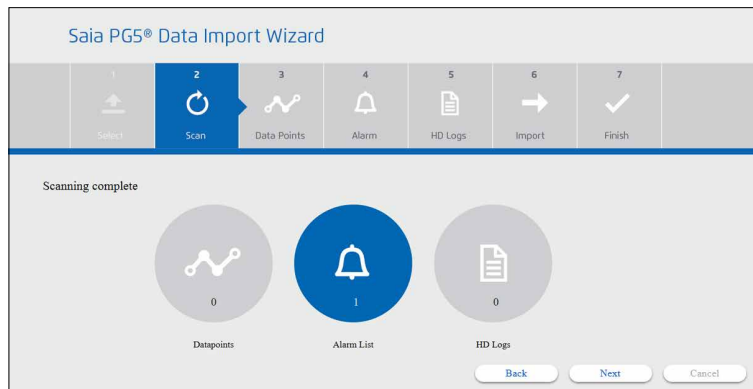 Saia PG5® Data Import Wizard
1 2 3 4 5 6 7
Select Scan Data Points Alarm HD Logs Import Finish
Scanning complete
0 1 0
Datapoints Alarm List HD Logs
Back Next Cancel